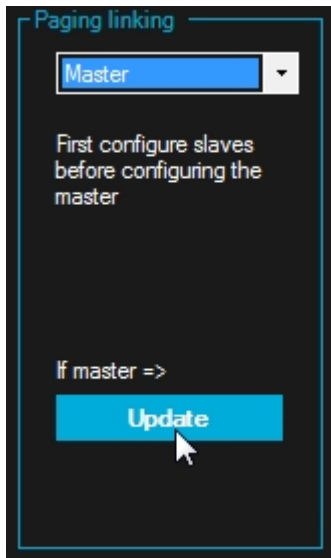 Paging linking
Master
First configure slaves
before configuring the
master
If master =>
Update